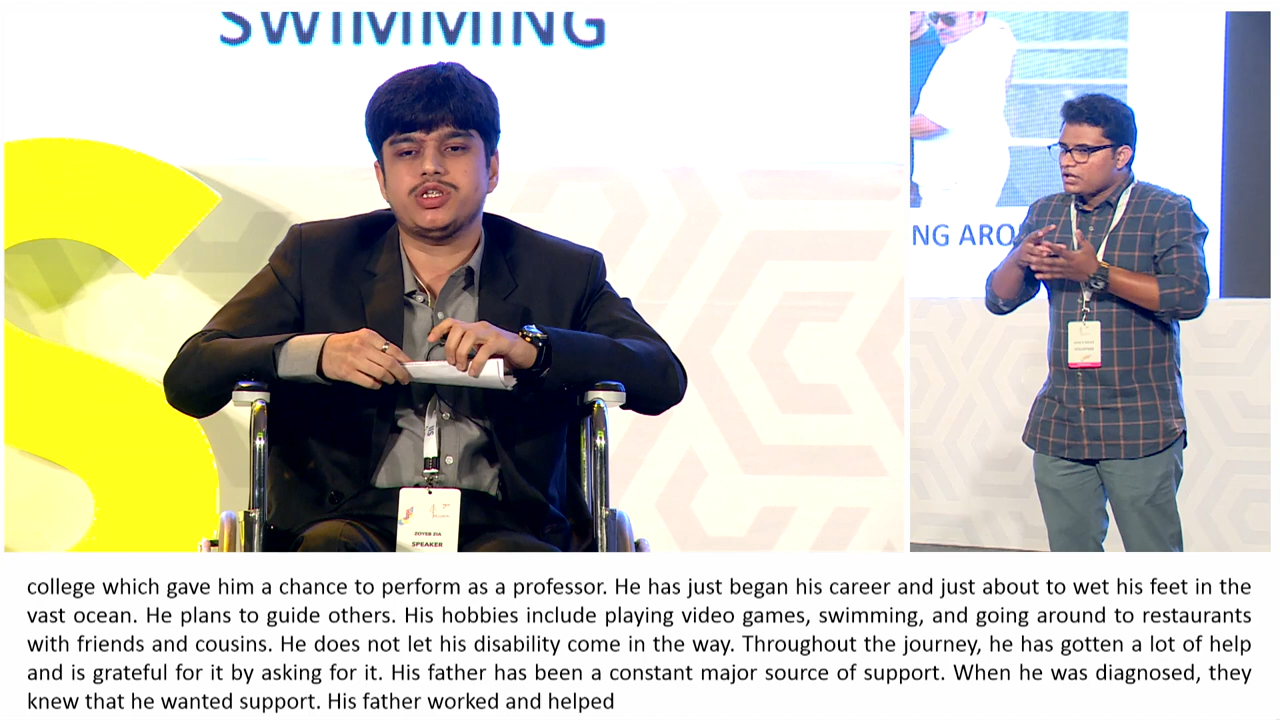 SWIMMING
NG ARO
ZOYEB ZIA
SPEAKER
college which gave him a chance to perform as a professor. He has just began his career and just about to wet his feet in the
vast ocean. He plans to guide others. His hobbies include playing video games, swimming, and going around to restaurants
with friends and cousins. He does not let his disability come in the way. Throughout the journey, he has gotten a lot of help
and is grateful for it by asking for it. His father has been a constant major source of support. When he was diagnosed, they
knew that he wanted support. His father worked and helped